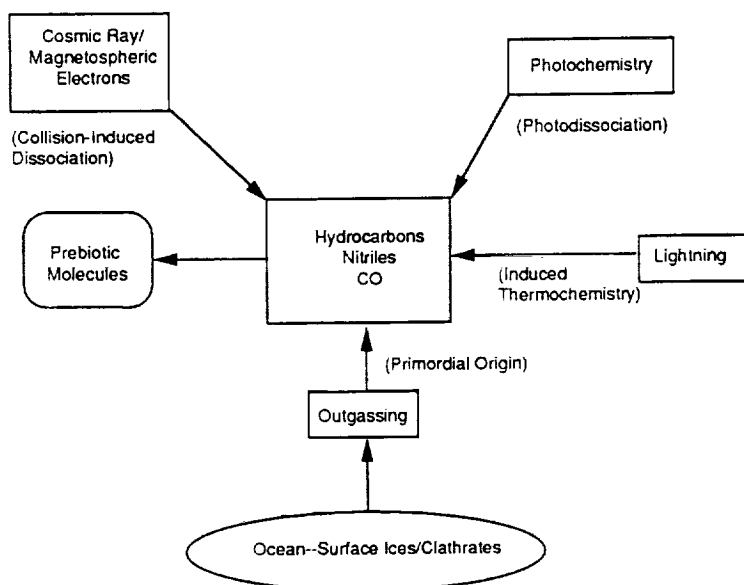 Cosmic Ray/
Magnetospheric
Electrons
Photochemistry
(Collision-induced
Dissociation)
(Photodissociation)
Prebiotic
Molecules
Hydrocarbons
Nitriles
CO
Lightning
(Induced
Thermochemistry)
(Primordial Origin)
Outgassing
Ocean--Surface Ices/Clathrates